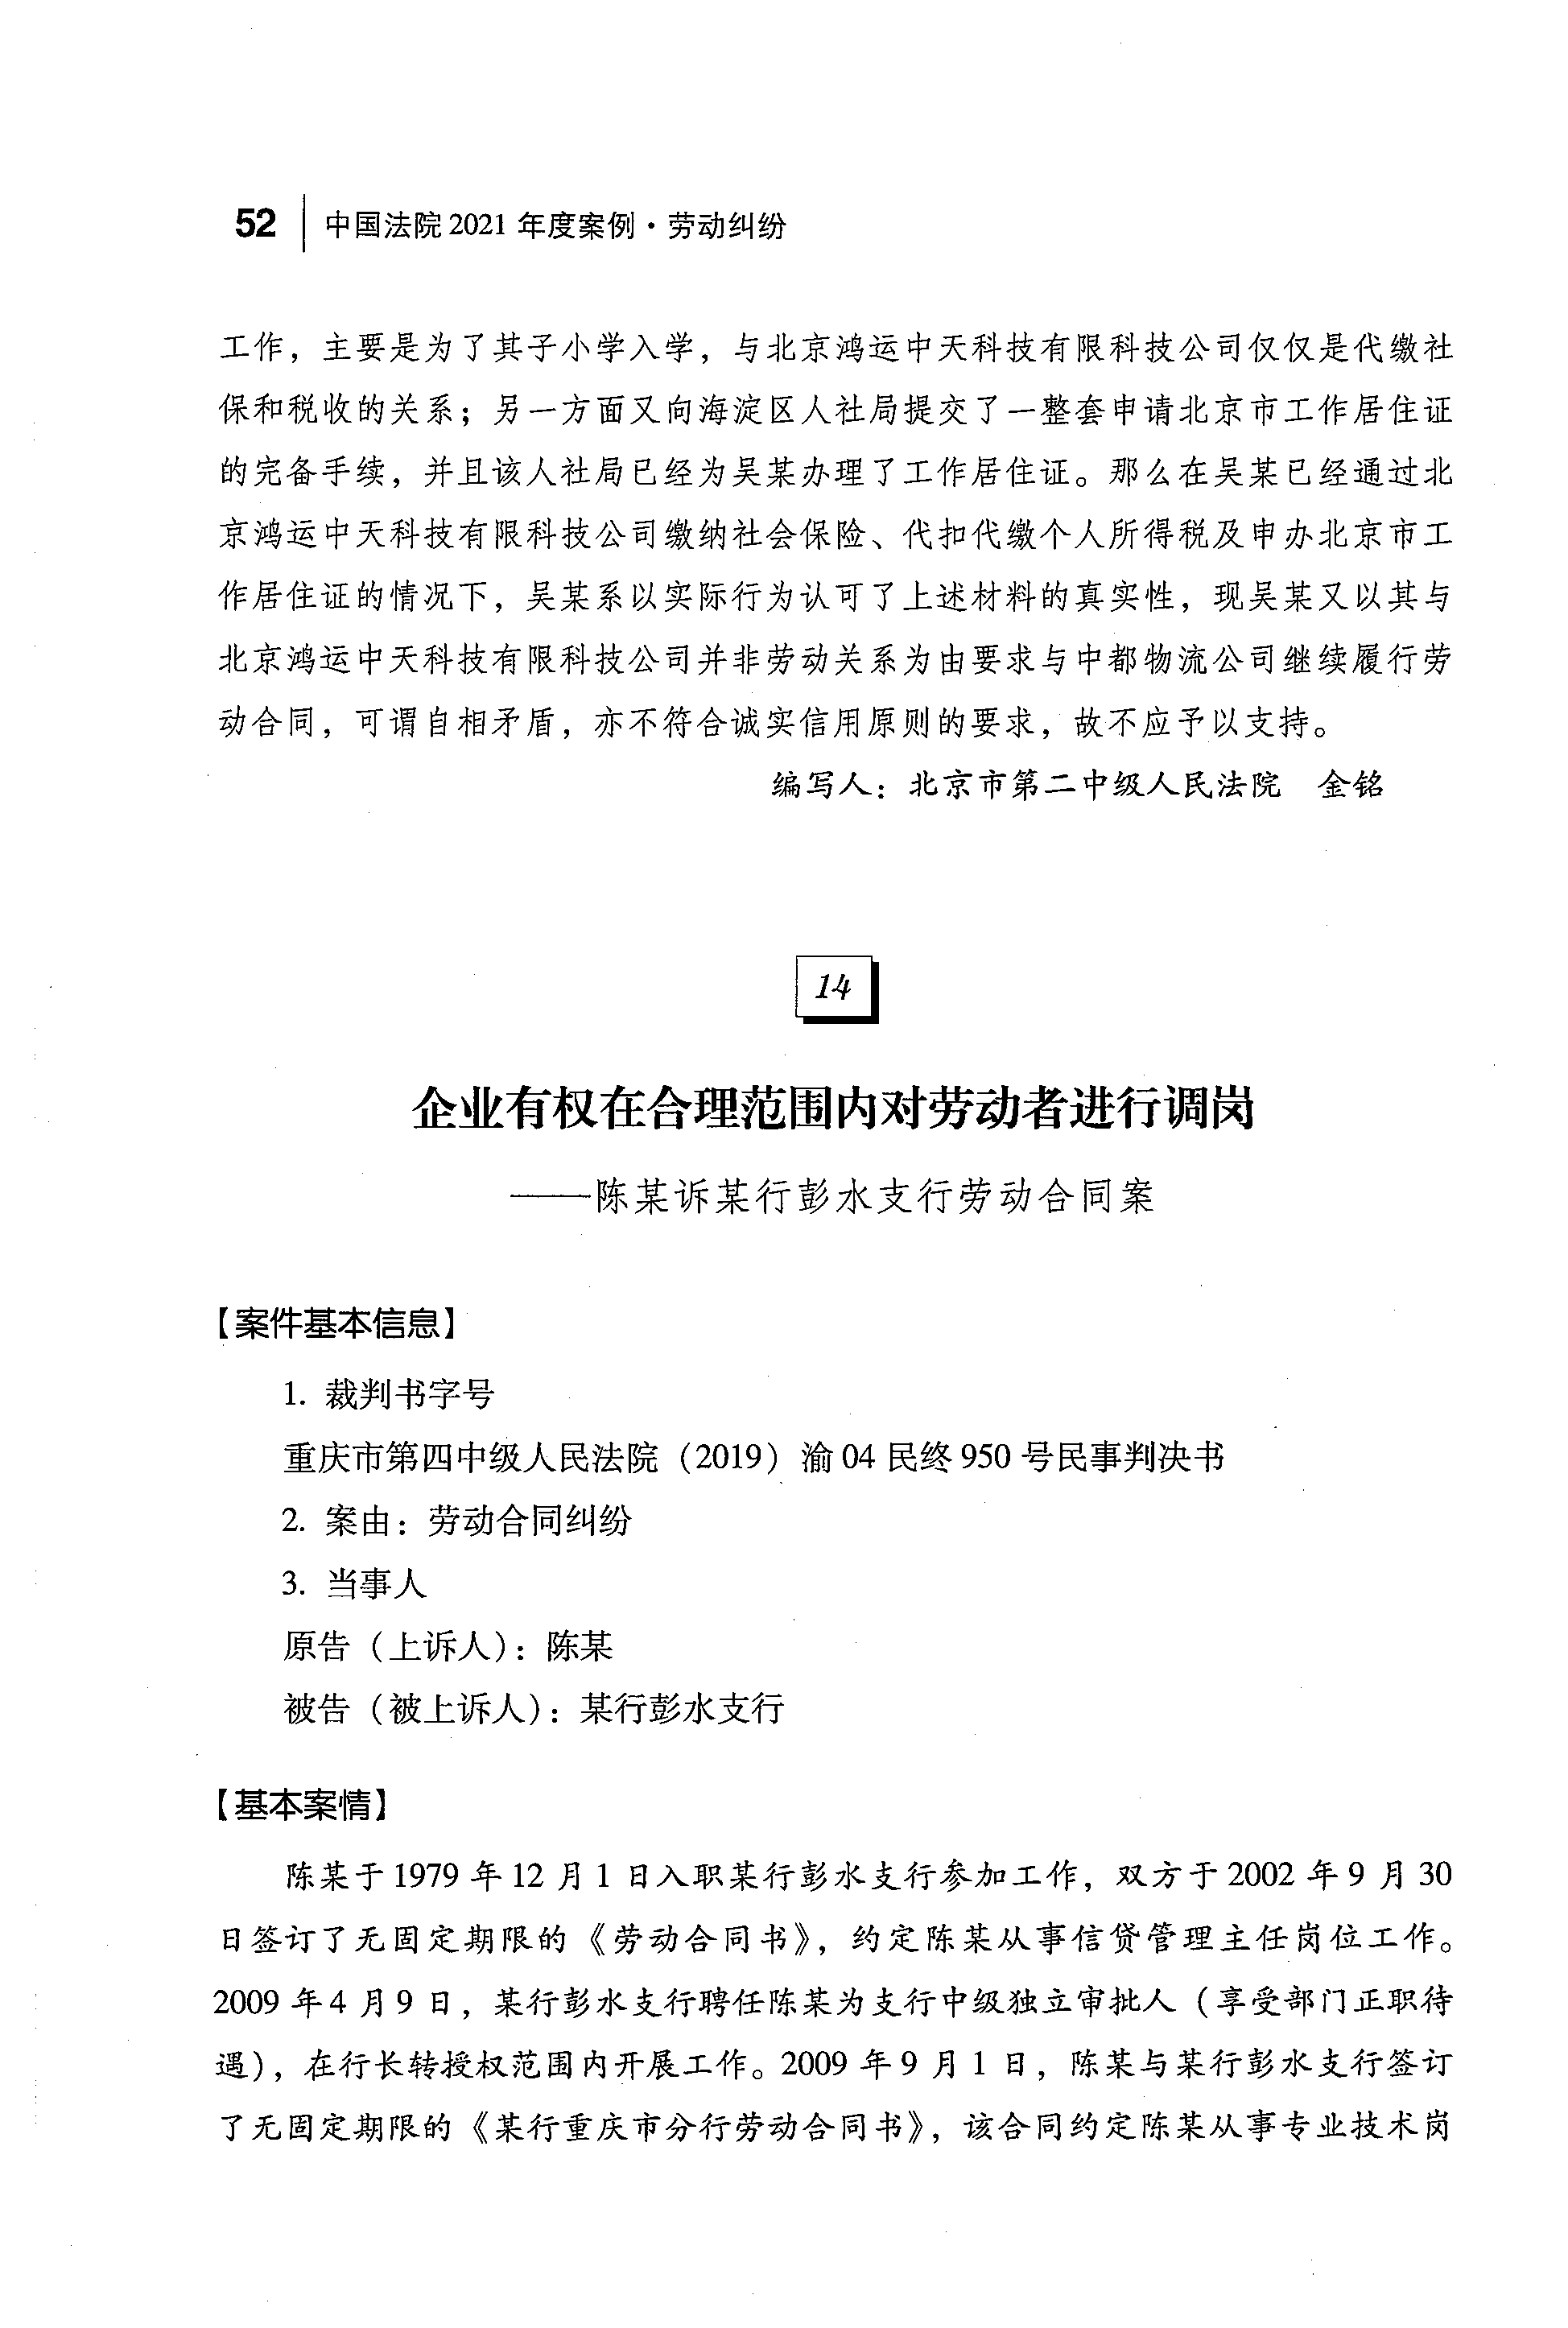 52 中国法院2021年度案例·劳动纠纷
工作，主要是为了其子小学入学，与北京鸿运中天科技有限科技公司仅仅是代缴社
保和税收的关系；另一方面又向海淀区人社局提交了一整套申请北京市工作居住证
的完备手续，并且该人社局已经为吴某办理了工作居住证。那么在吴某已经通过北
京鸿运中天科技有限科技公司缴纳社会保险、代扣代缴个人所得税及申办北京市工
作居住证的情况下，吴某系以实际行为认可了上述材料的真实性，现吴某又以其与
北京鸿运中天科技有限科技公司并非劳动关系为由要求与中都物流公司继续履行劳
动合同，可谓自相矛盾，亦不符合诚实信用原则的要求，故不应予以支持。
编写人：北京市第二中级人民法院 金铭
14
企业有权在合理范围内对劳动者进行调岗
——陈某诉某行彭水支行劳动合同案
【案件基本信息】
1. 裁判书字号
重庆市第四中级人民法院（2019）渝04民终950号民事判决书
2. 案由：劳动合同纠纷
3. 当事人
原告（上诉人）：陈某
被告（被上诉人）：某行彭水支行
【基本案情】
陈某于1979年12月1日入职某行彭水支行参加工作，双方于2002年9月30
日签订了无固定期限的《劳动合同书》，约定陈某从事信贷管理主任岗位工作。
2009年4月9日，某行彭水支行聘任陈某为支行中级独立审批人（享受部门正职待
遇），在行长转授权范围内开展工作。2009年9月1日，陈某与某行彭水支行签订
了无固定期限的《某行重庆市分行劳动合同书》，该合同约定陈某从事专业技术岗